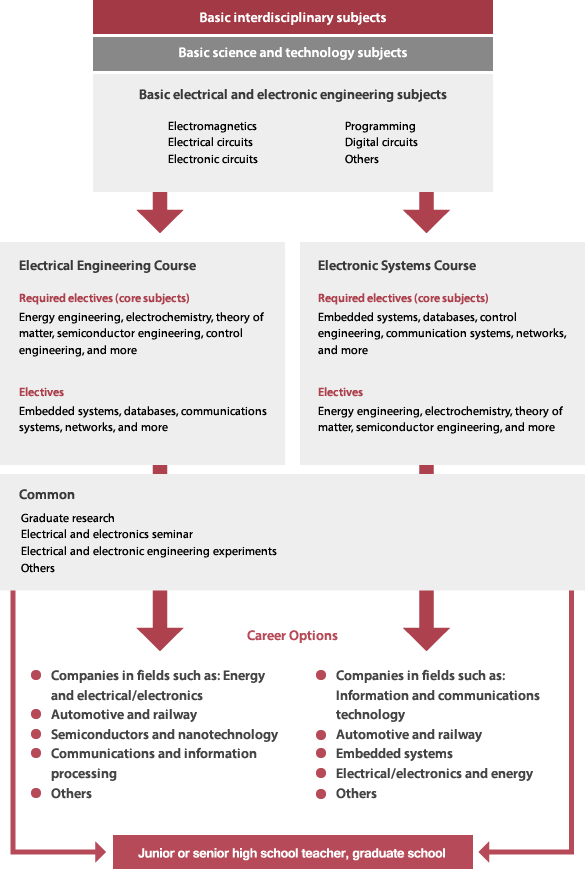 Basic interdisciplinary subjects
Basic science and technology subjects
Basic electrical and electronic engineering subjects
Electromagnetics
Electrical circuits
Electronic circuits
Programming
Digital circuits
Others
Electrical Engineering Course
Required electives (core subjects)
Energy engineering, electrochemistry, theory of
matter, semiconductor engineering, control
engineering, and more
Electives
Embedded systems, databases, communications
systems, networks, and more
Electronic Systems Course
Required electives (core subjects)
Embedded systems, databases, control
engineering, communication systems, networks,
and more
Electives
Energy engineering, electrochemistry, theory of
matter, semiconductor engineering, and more
Common
Graduate research
Electrical and electronics seminar
Electrical and electronic engineering experiments
Others
Career Options
Companies in fields such as: Energy
and electrical/electronics
Automotive and railway
Semiconductors and nanotechnology
Communications and information
processing
Others
Companies in fields such as:
Information and communications
technology
Automotive and railway
Embedded systems
Electrical/electronics and energy
Others
Junior or senior high school teacher, graduate school